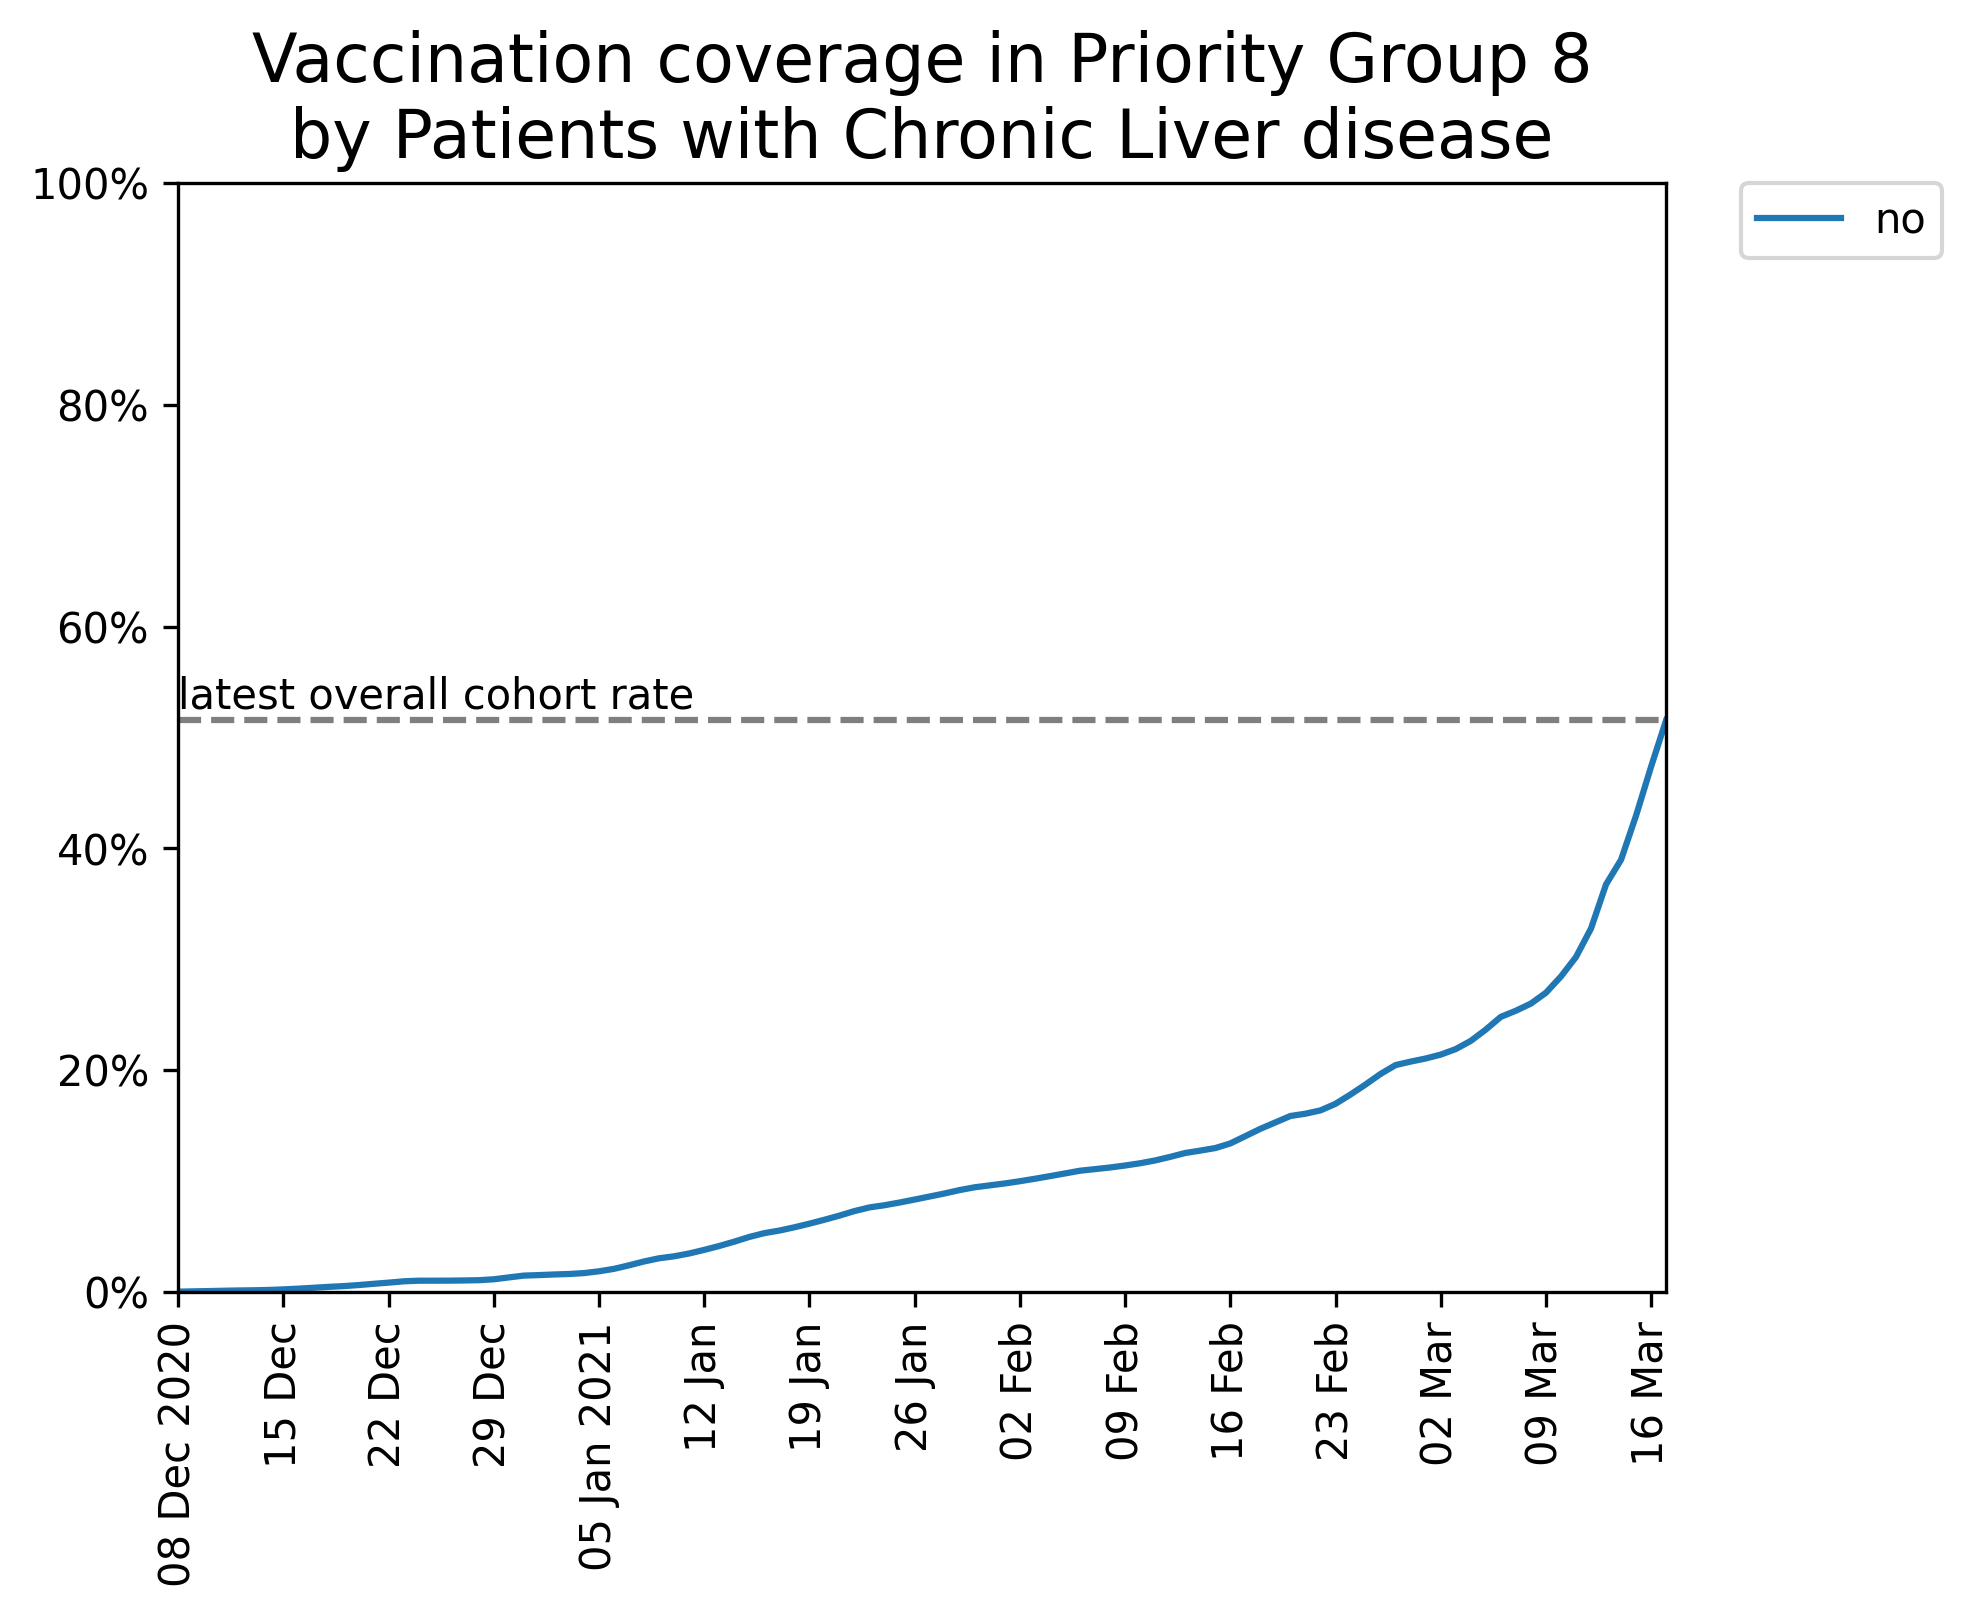 Vaccination coverage in Priority Group 8
by Patients with Chronic Liver disease
100%
80%
60%
40%
20%
0%
latest overall cohort rate
no
08 Dec 2020
15 Dec
22 Dec
29 Dec
05 Jan 2021
12 Jan
19 Jan
26 Jan
02 Feb
09 Feb
16 Feb
23 Feb
02 Mar
09 Mar
16 Mar